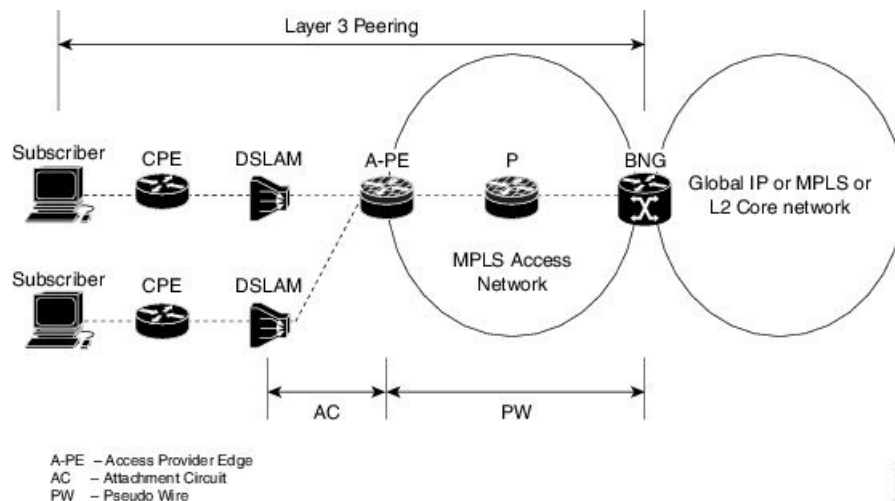 Layer 3 Peering
Subscriber
CPE
DSLAM
A-PE
P
BNG
Global IP or MPLS or
L2 Core network
MPLS Access
Network
Subscriber
CPE
DSLAM
AC
PW
A-PE – Access Provider Edge
AC – Attachment Circuit
PW – Pseudo Wire